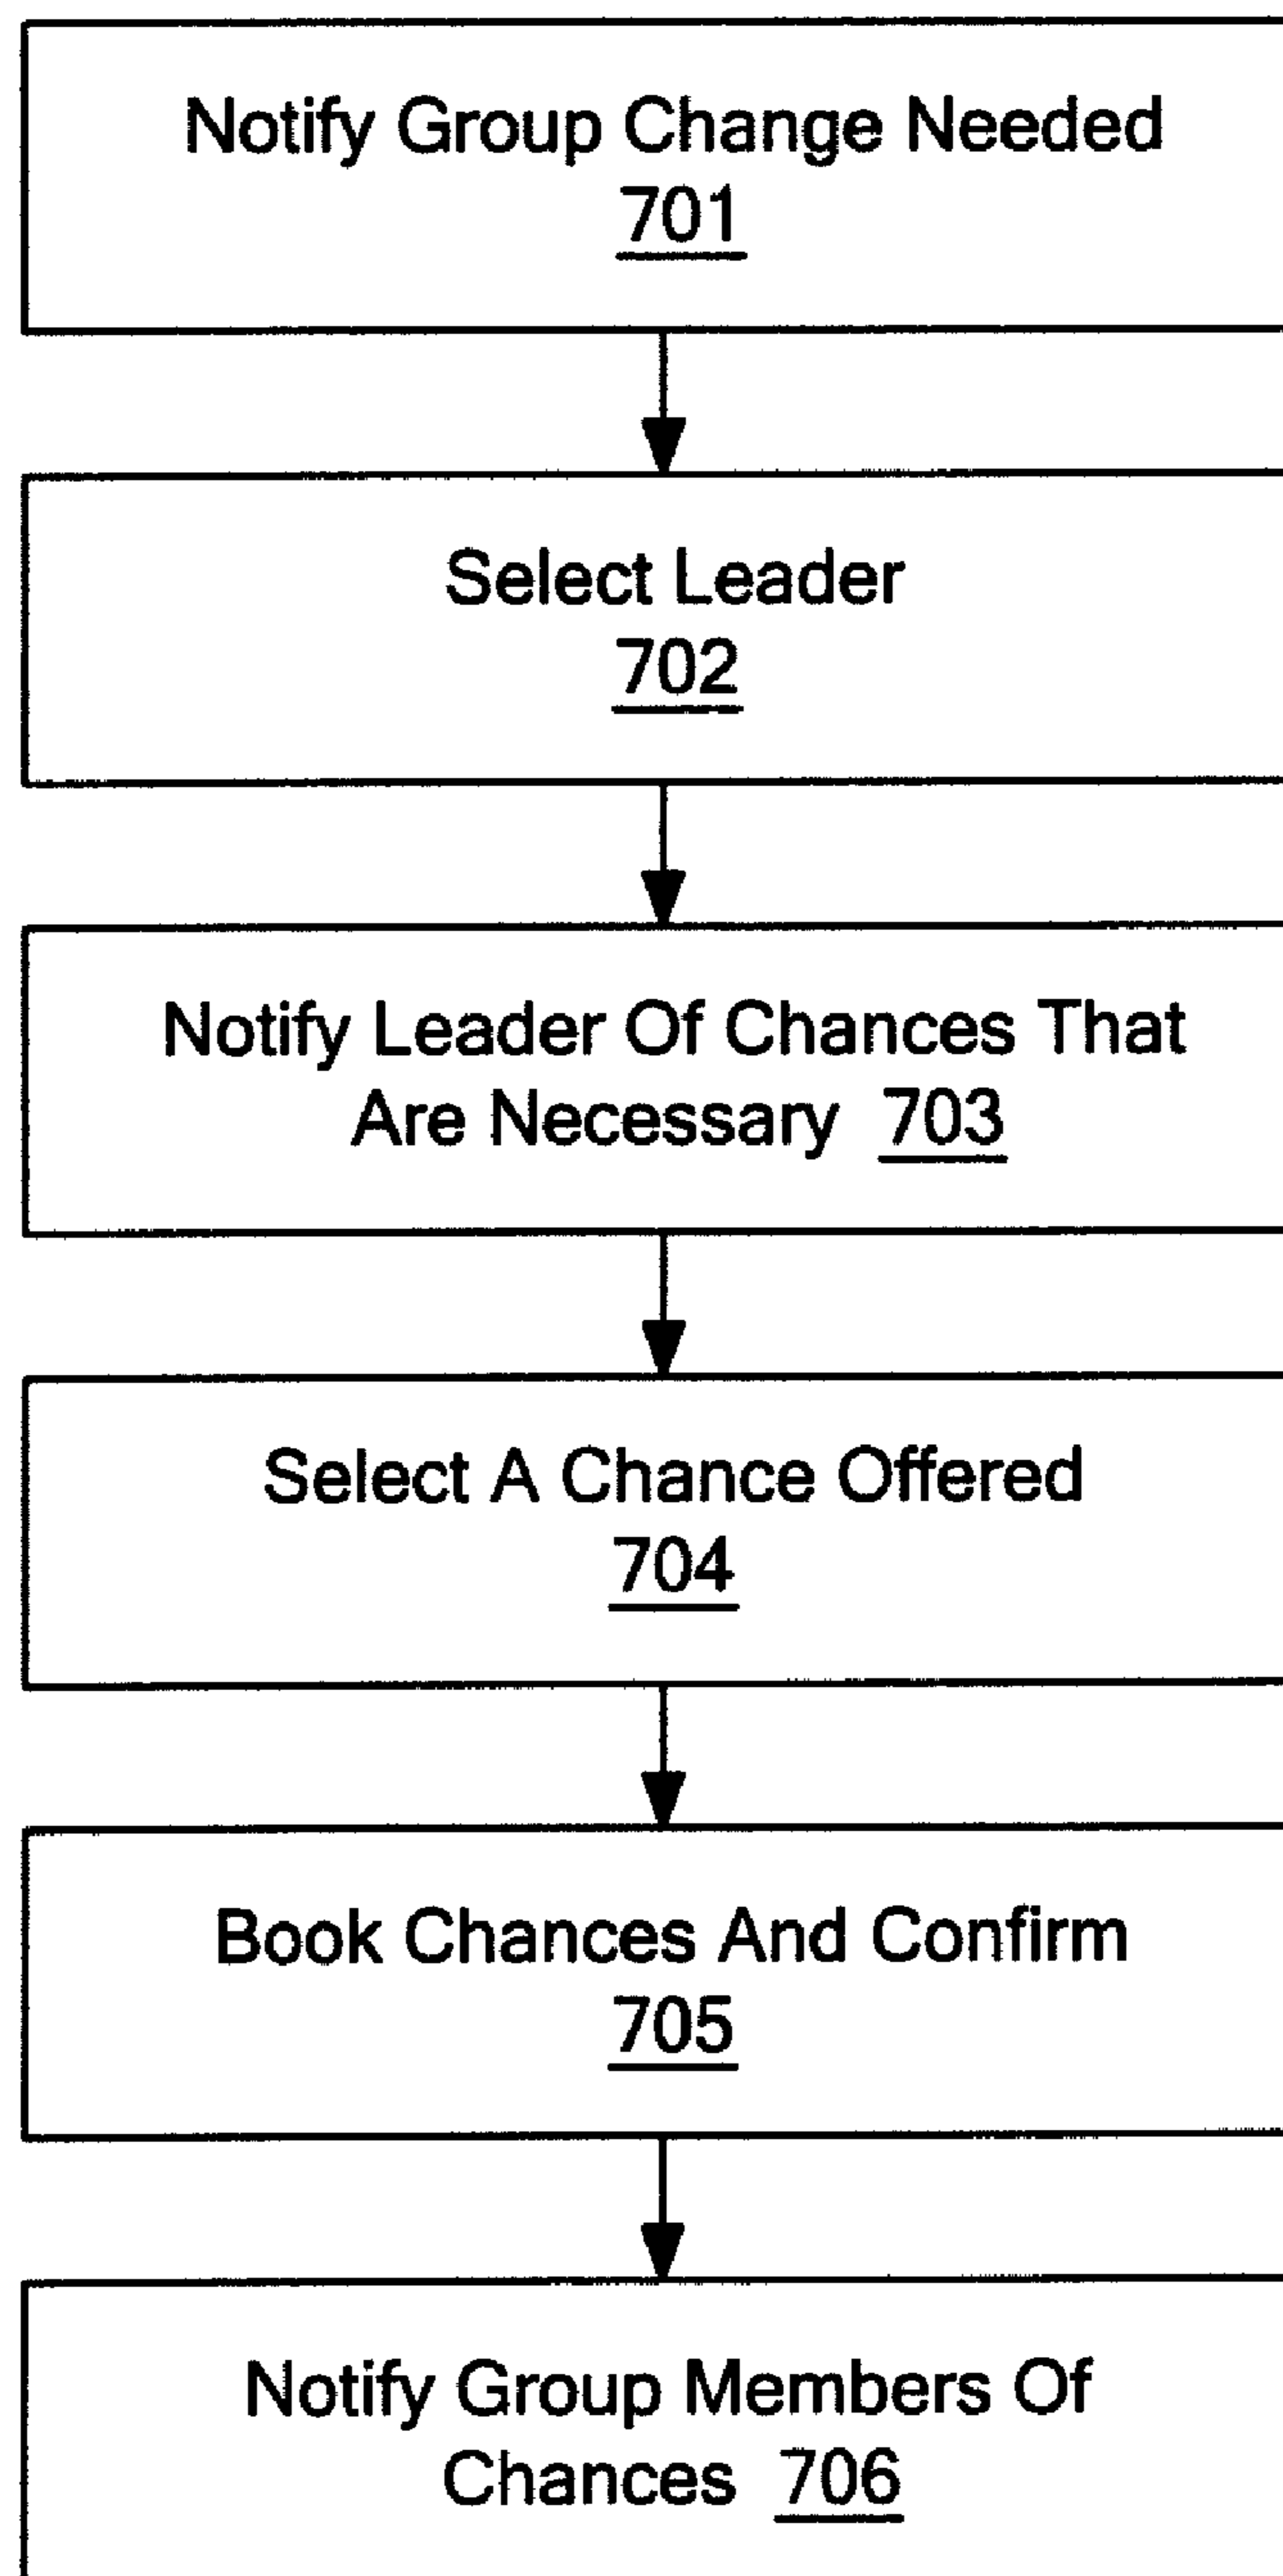 Notify Group Change Needed
701
Select Leader
702
Notify Leader Of Chances That
Are Necessary 703
Select A Chance Offered
704
Book Chances And Confirm
705
Notify Group Members Of
Chances 706